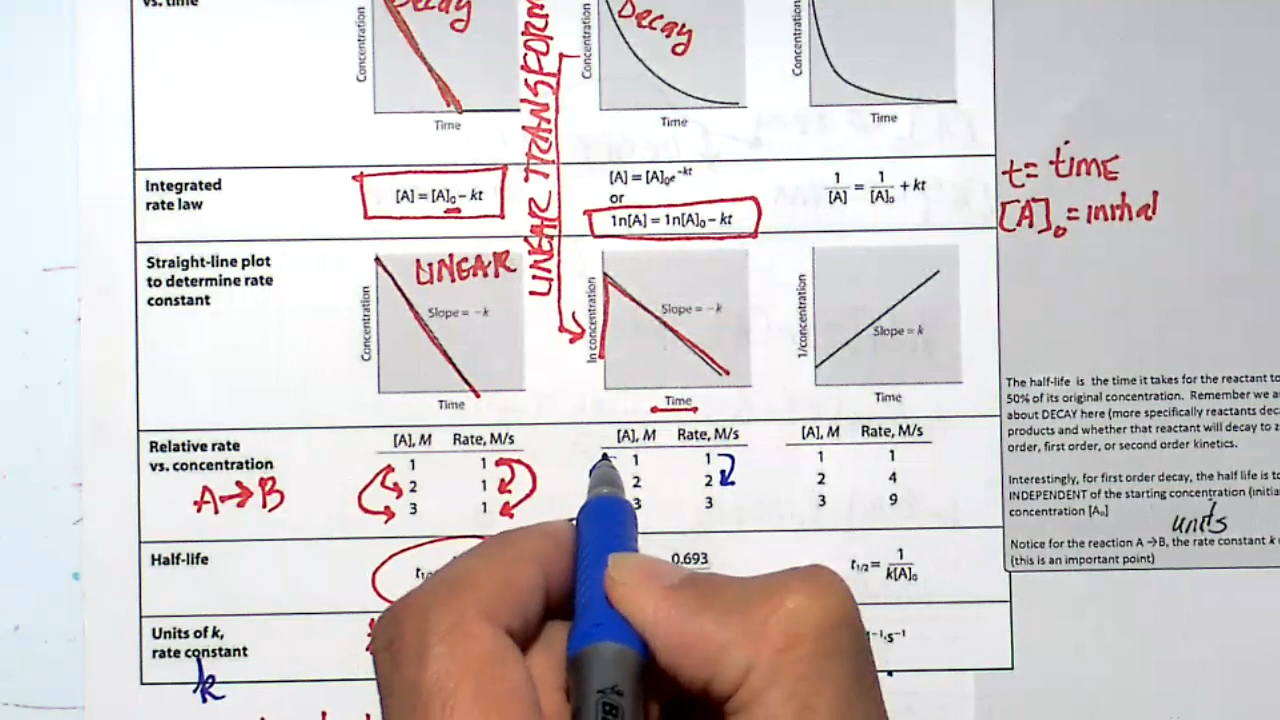 vs. time
Concentration
Decay
Time
Concentration
Decay
Time
Concentration
Time
LINEAR TRANSFORM
Integrated
rate law
[A] = [A]₀ – kt
[A] = [A]₀e⁻ᵏᵗ
or
1n[A] = 1n[A]₀ – kt
1/[A] = 1/[A]₀ + kt
t = time
[A]₀ = initial
Straight-line plot
to determine rate
constant
Concentration
LINEAR
Slope = –k
Time
ln concentration
Slope = –k
Time
1/concentration
Slope = k
Time
Relative rate
vs. concentration
A → B
[A], M Rate, M/s
1 1
2 1
3 1
[A], M Rate, M/s
1 1
2 2
3 3
[A], M Rate, M/s
1 1
2 4
3 9
Half-life
t₁/₂
0.693
t₁/₂ = 1/k[A]₀
Units of k,
rate constant
k
⁻¹·s⁻¹
The half-life is the time it takes for the reactant to
50% of its original concentration. Remember we a
about DECAY here (more specifically reactants dec
products and whether that reactant will decay to z
order, first order, or second order kinetics.
Interestingly, for first order decay, the half life is to
INDEPENDENT of the starting concentration (initia
concentration [A₀]
units
Notice for the reaction A →B, the rate constant k
(this is an important point)